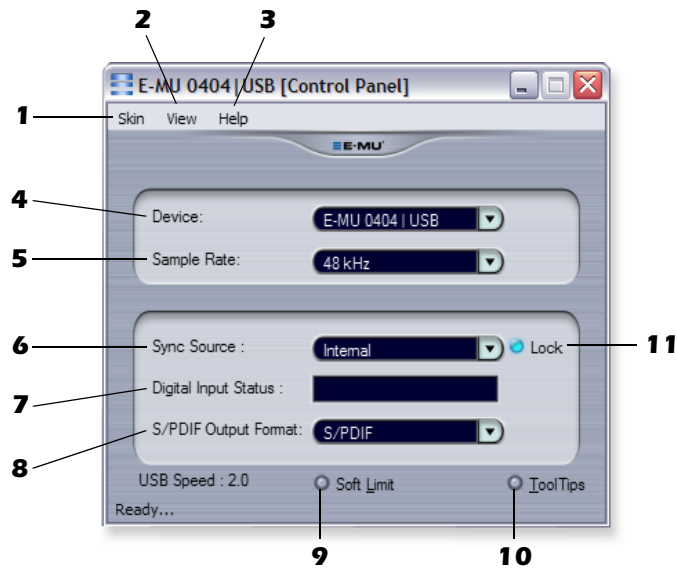 2 3
E-MU 0404 | USB [Control Panel]
1 Skin View Help
E-MU
4 Device: E-MU 0404 | USB
5 Sample Rate: 48 kHz
6 Sync Source : Internal Lock 11
7 Digital Input Status :
8 S/PDIF Output Format: S/PDIF
USB Speed : 2.0 Soft Limit ToolTips
Ready...
9 10